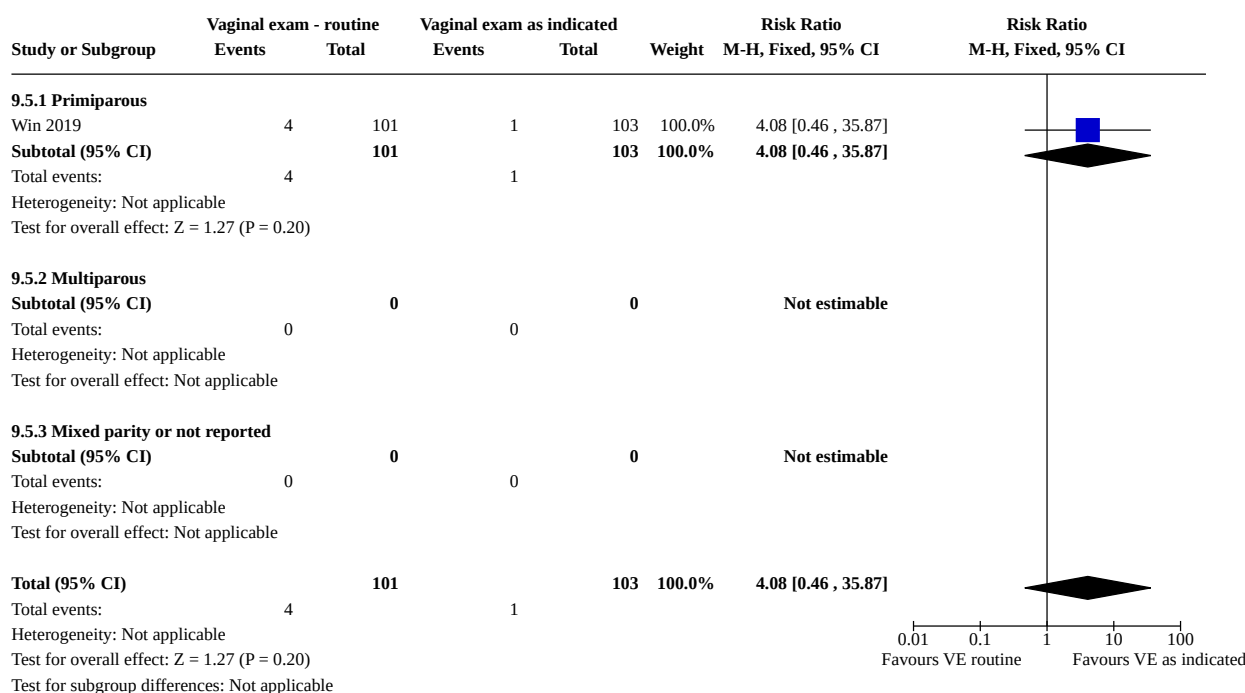 Vaginal exam - routine Vaginal exam as indicated Risk Ratio Risk Ratio
Study or Subgroup Events Total Events Total Weight M-H, Fixed, 95% CI M-H, Fixed, 95% CI
9.5.1 Primiparous
Win 2019 4 101 1 103 100.0% 4.08 [0.46 , 35.87]
Subtotal (95% CI) 101 103 100.0% 4.08 [0.46 , 35.87]
Total events: 4 1
Heterogeneity: Not applicable
Test for overall effect: Z = 1.27 (P = 0.20)
9.5.2 Multiparous
Subtotal (95% CI) 0 0 Not estimable
Total events: 0 0
Heterogeneity: Not applicable
Test for overall effect: Not applicable
9.5.3 Mixed parity or not reported
Subtotal (95% CI) 0 0 Not estimable
Total events: 0 0
Heterogeneity: Not applicable
Test for overall effect: Not applicable
Total (95% CI) 101 103 100.0% 4.08 [0.46 , 35.87]
Total events: 4 1
Heterogeneity: Not applicable 0.01 0.1 1 10 100
Test for overall effect: Z = 1.27 (P = 0.20) Favours VE routine Favours VE as indicated
Test for subgroup differences: Not applicable